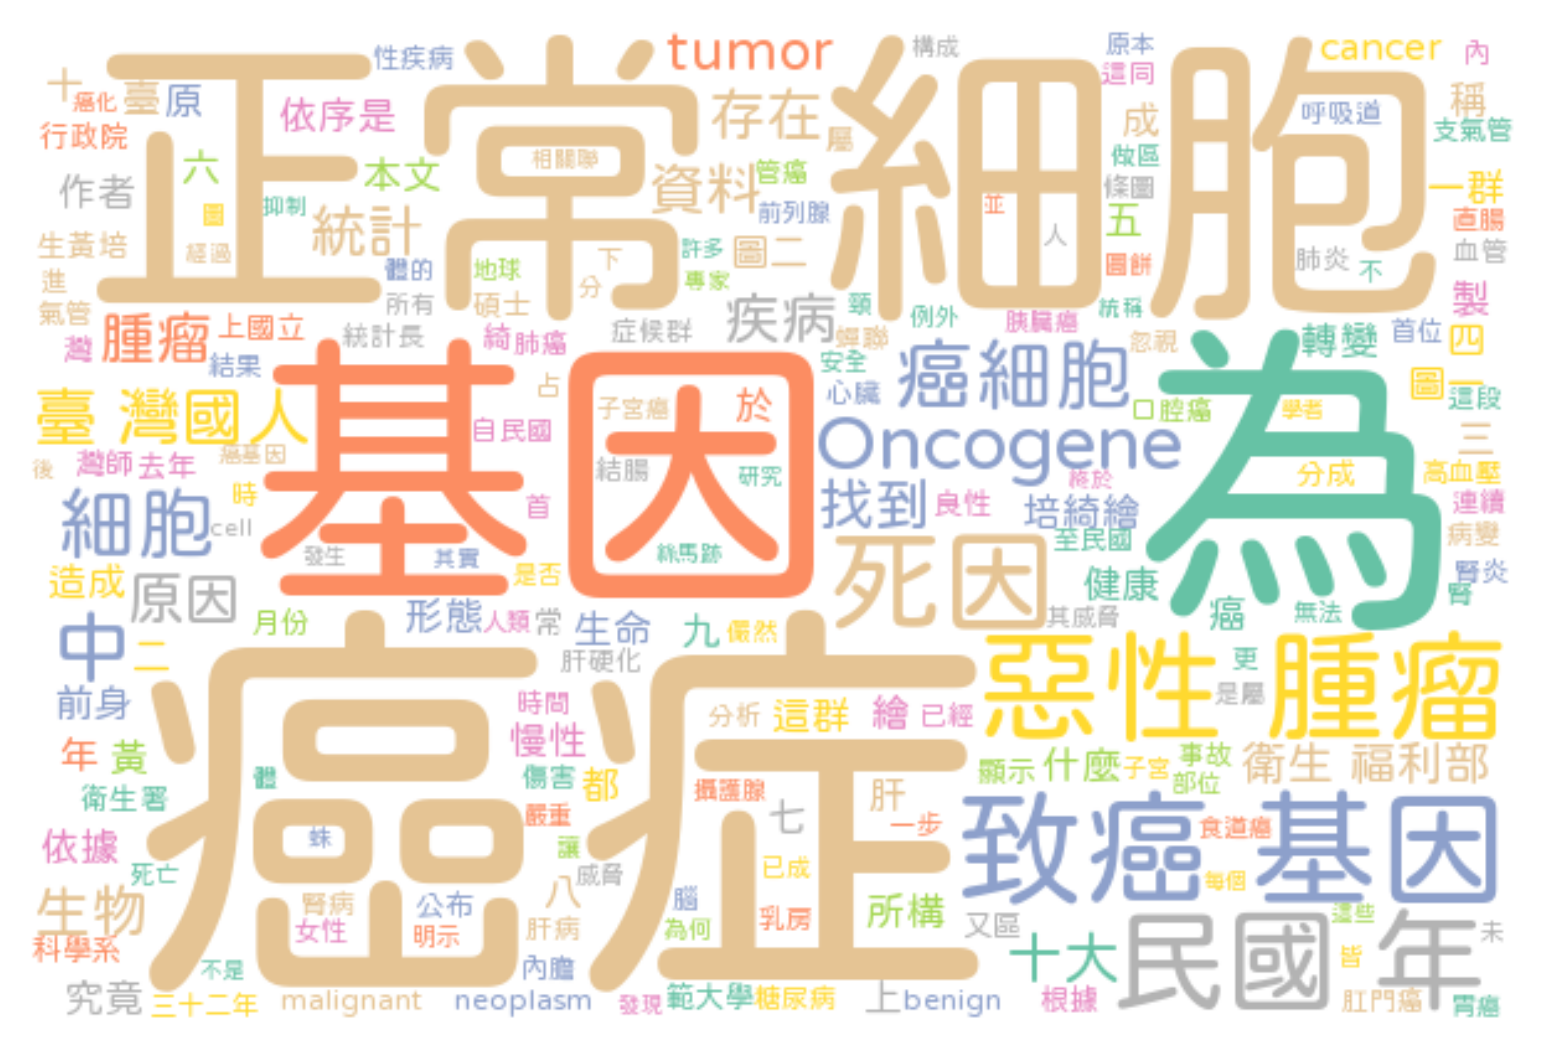 正常
細胞
基因
為
癌症
tumor
cancer
性疾病
構成
原本
這同
內
十
癌化
臺
原
依序是
存在
屬
成
呼吸道
稱
支氣管
行政院
六
本文
相關聯
資料
管癌
做區
條圖
一群
作者
圖
抑制
統計
前列腺
並
五
直腸
生黃培
經過
體的
地球
下
分
許多
專家
圖二
人
圓餅
肺炎
不
血管
進
氣管
所有
碩士
疾病
頸
例外
統稱
製
灣
腫瘤
上國立
統計長
綺
肺癌
症候群
蟬聯
胰臟癌
忽視
轉變
首位
四
結果
占
安全
癌細胞
圖一
臺
灣國人
子宮癌
於
心臟
口腔癌
學者
這段
自民國
Oncogene
三
後
灣師
去年
癌基因
結腸
研究
終於
分成
高血壓
細胞
時
首
找到
良性
培綺繪
連續
cell
發生
其實
絲馬跡
死因
至民國
病變
造成
原因
是否
健康
腎炎
腎
月份
形態
人類
常
生命
九
儼然
其威脅
癌
無法
中
二
肝硬化
惡性
腫瘤
更
是屬
前身
時間
分析
這群
繪
已經
年
黃
慢性
顯示
什麼
子宮
事故
部位
衛生
福利部
衛生署
體
傷害
都
攝護腺
肝
致癌
基因
依據
蛛
嚴重
七
一步
食道癌
死亡
讓
威脅
已成
每個
生物
腎病
公布
八
腦
所構
又區
民國
年
這些
未
科學系
女性
明示
肝病
為何
乳房
十大
皆
不是
內膽
究竟
三十二年
malignant
neoplasm
發現
範大學
糖尿病
上
benign
根據
肛門癌
胃癌